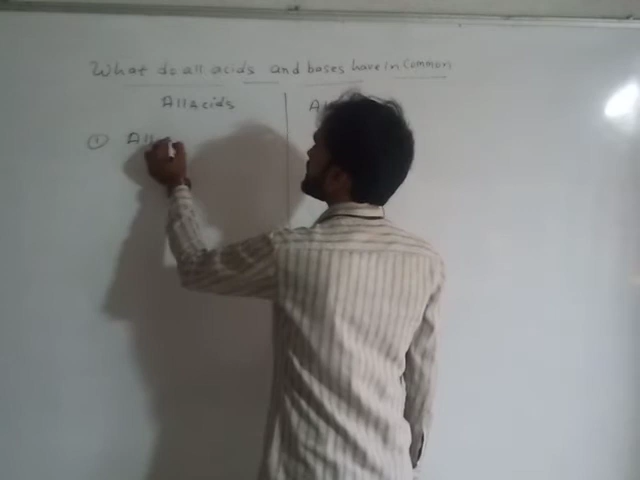 What do all acids and bases have in Common
All Acids
① All